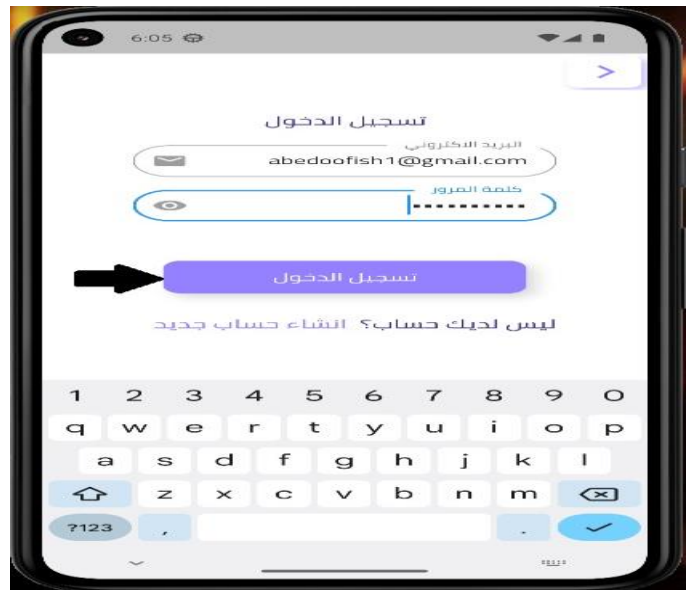 6:05
تسجيل الدخول
البريد الاكتروني
abedoofish1@gmail.com
كلمة المرور
••••••••••
تسجيل الدخول
ليس لديك حساب؟ انشاء حساب جديد
1 2 3 4 5 6 7 8 9 0
q w e r t y u i o p
a s d f g h j k l
z x c v b n m
?123 , .